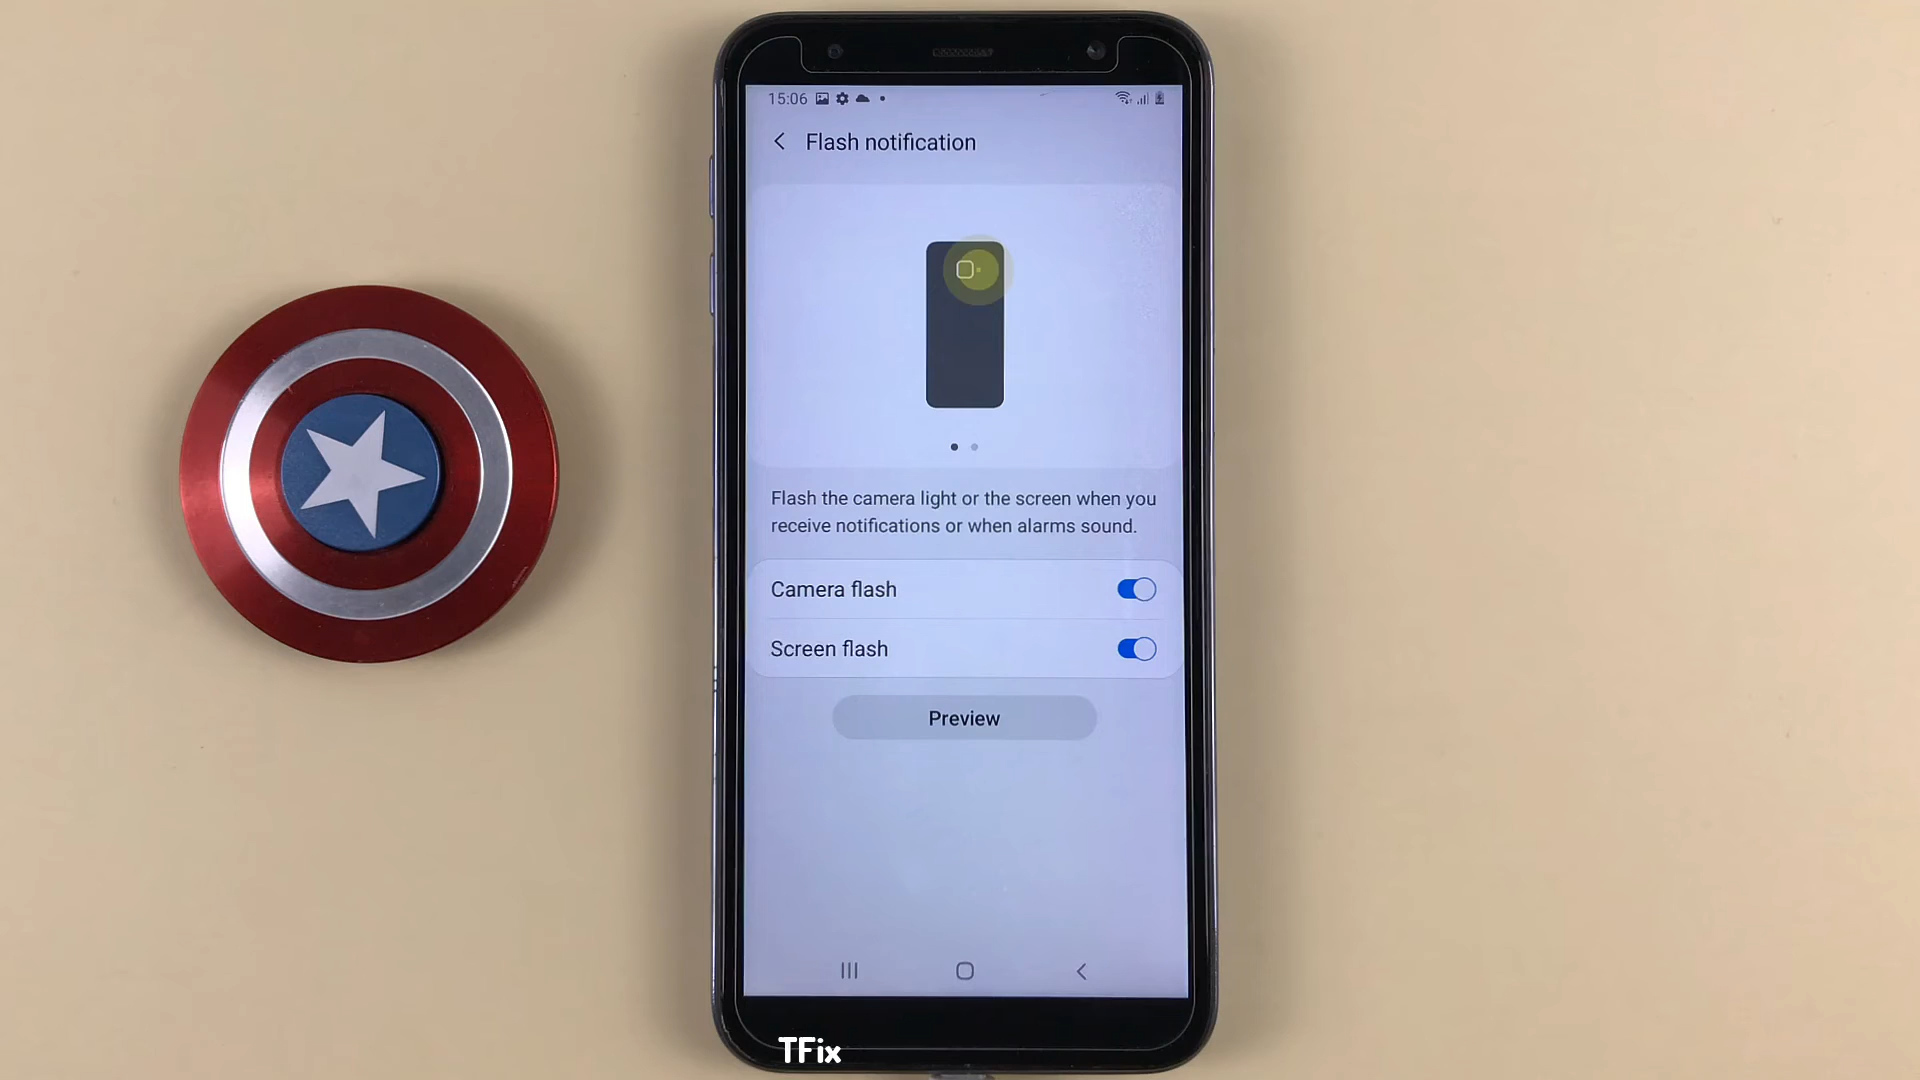 15:06
Flash notification
Flash the camera light or the screen when you
receive notifications or when alarms sound.
Camera flash
Screen flash
Preview
TFix